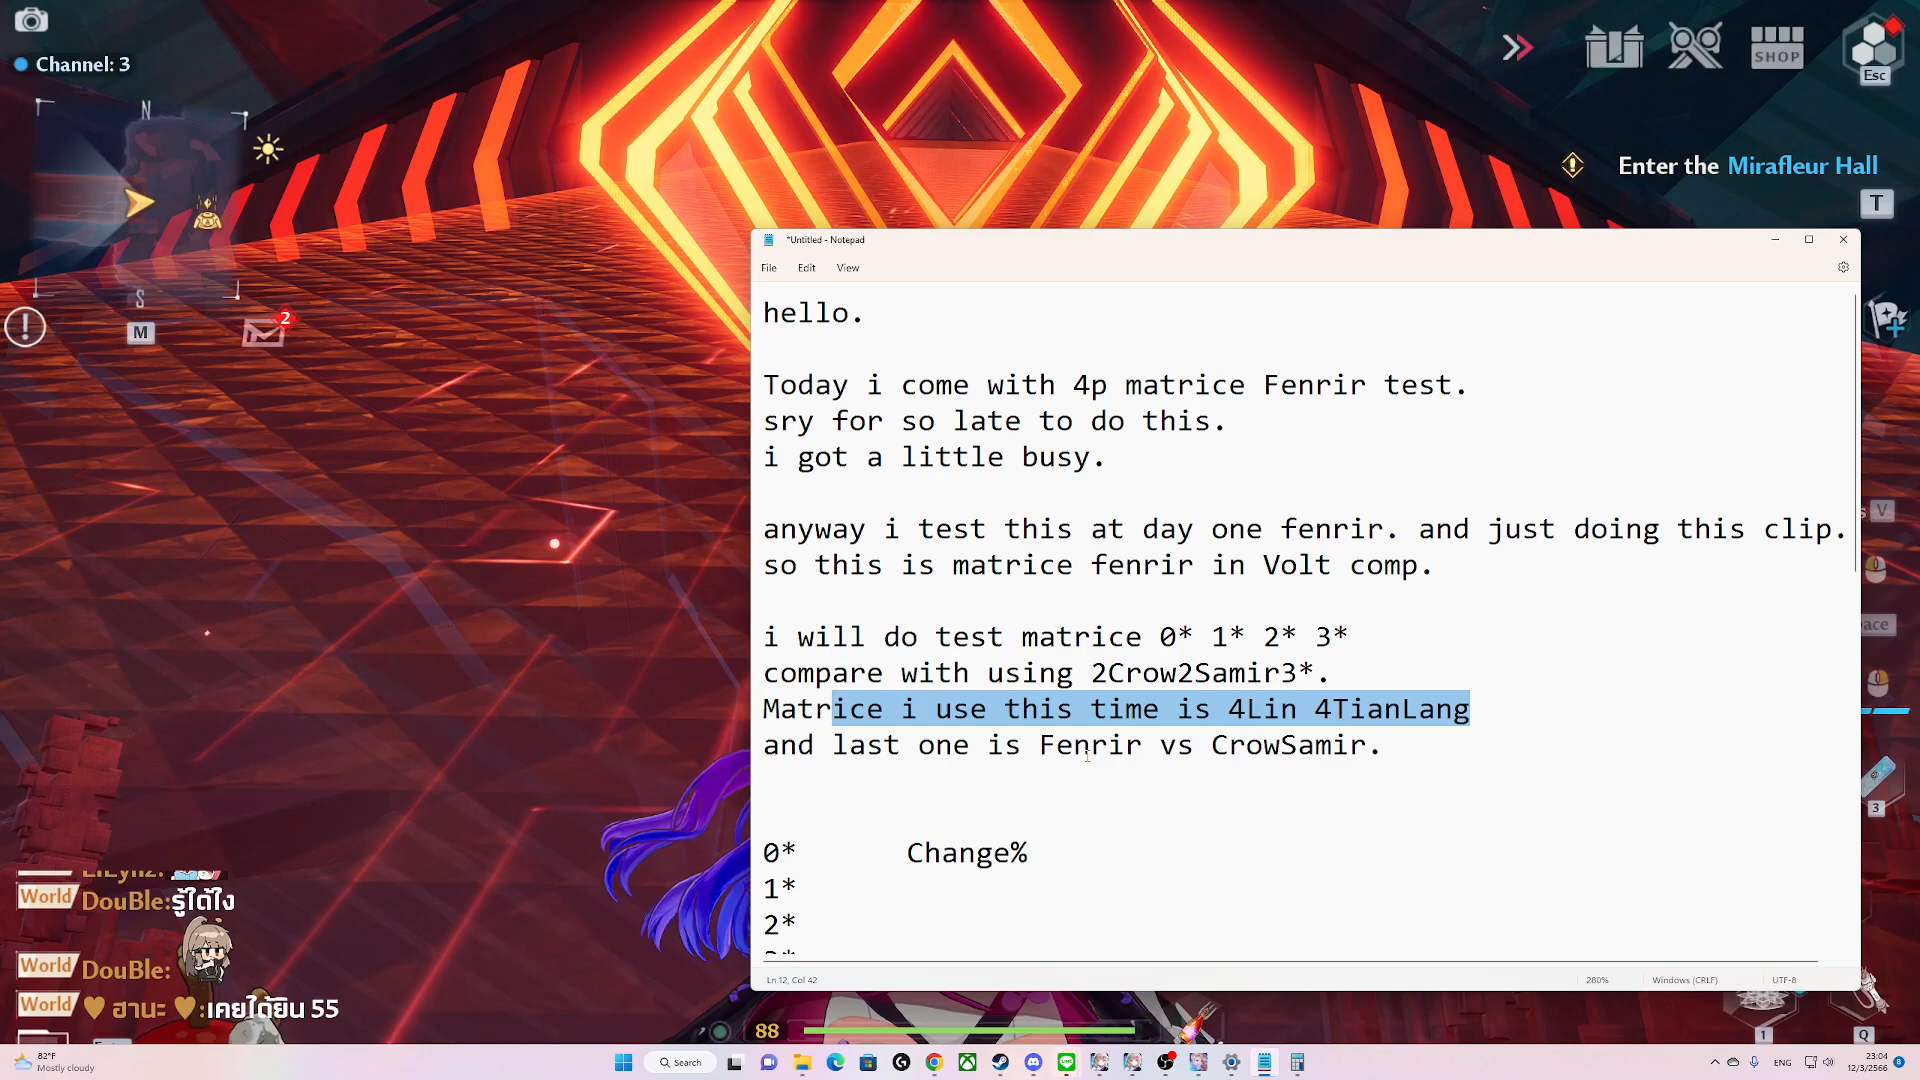 Channel: 3
N
S
M
2
SHOP
Esc
Enter the Mirafleur Hall
T
*Untitled - Notepad
File Edit View
hello.
Today i come with 4p matrice Fenrir test.
sry for so late to do this.
i got a little busy.
anyway i test this at day one fenrir. and just doing this clip.
so this is matrice fenrir in Volt comp.
i will do test matrice 0* 1* 2* 3*
compare with using 2Crow2Samir3*.
Matrice i use this time is 4Lin 4TianLang
and last one is Fenrir vs CrowSamir.
0* Change%
1*
2*
Ln 12, Col 42 280% Windows (CRLF) UTF-8
s V
ace
3
1
Q
World DouBle:รู้ได้ไง
World DouBle:
World ♥ ฮานะ ♥:เคยได้ยิน 55
88
82°F
Mostly cloudy
Search
ENG
23:04
12/3/2566
8